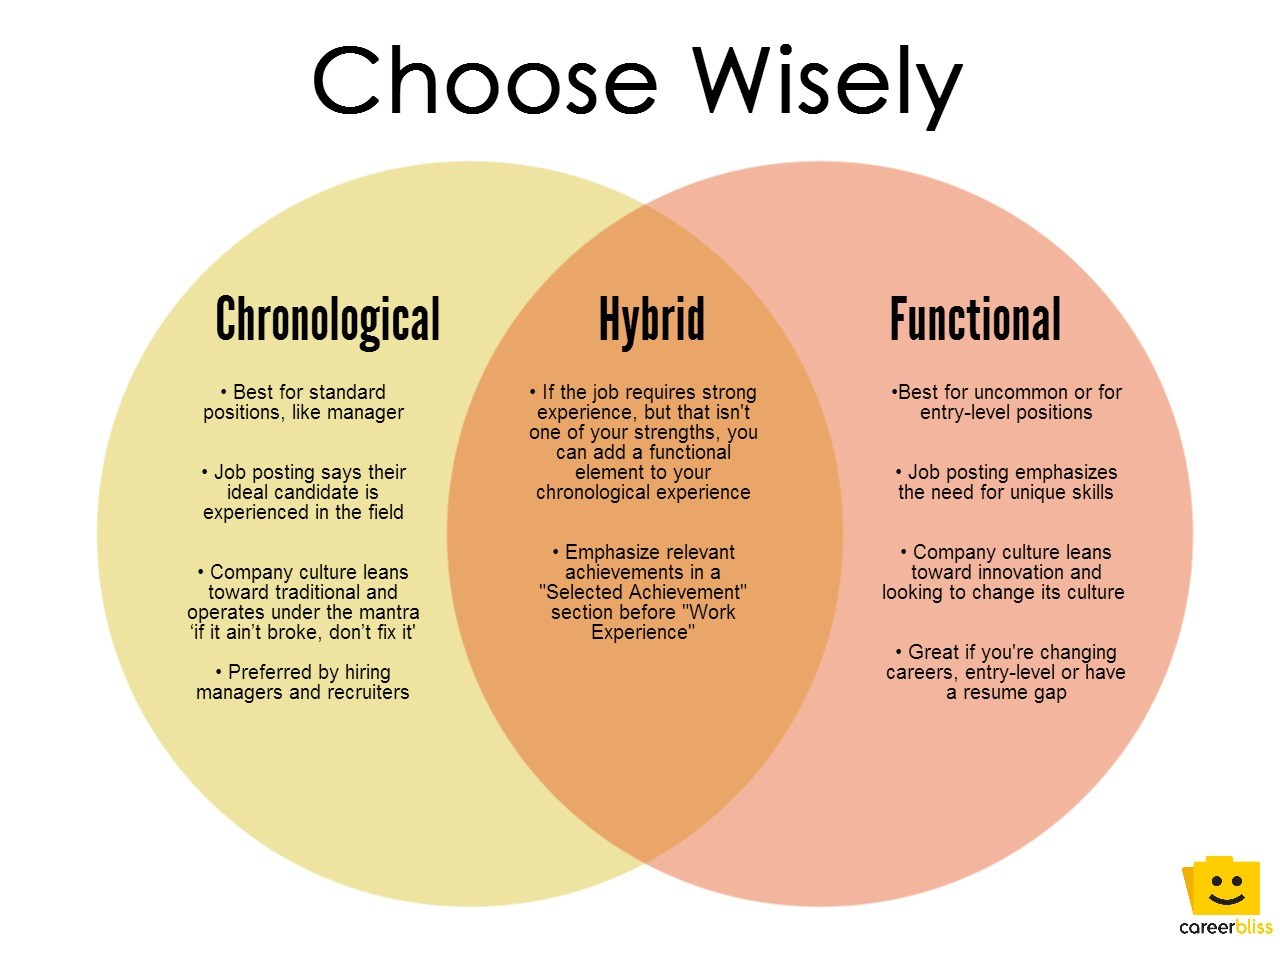 Choose Wisely
Chronological
• Best for standard
positions, like manager
• Job posting says their
ideal candidate is
experienced in the field
• Company culture leans
toward traditional and
operates under the mantra
‘if it ain’t broke, don’t fix it'
• Preferred by hiring
managers and recruiters
Hybrid
• If the job requires strong
experience, but that isn't
one of your strengths, you
can add a functional
element to your
chronological experience
• Emphasize relevant
achievements in a
"Selected Achievement"
section before "Work
Experience"
Functional
•Best for uncommon or for
entry-level positions
• Job posting emphasizes
the need for unique skills
• Company culture leans
toward innovation and
looking to change its culture
• Great if you're changing
careers, entry-level or have
a resume gap
careerbliss